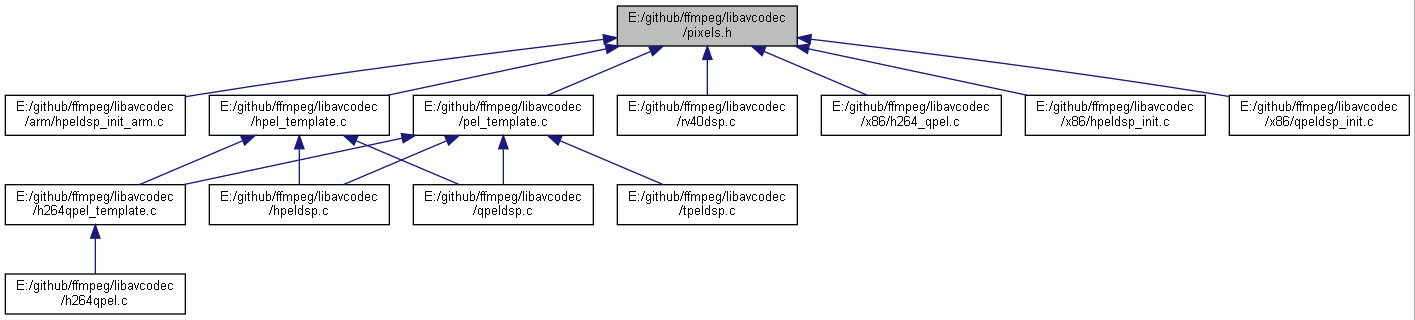 E:/github/ffmpeg/libavcodec
/pixels.h
E:/github/ffmpeg/libavcodec
/arm/hpeldsp_init_arm.c
E:/github/ffmpeg/libavcodec
/hpel_template.c
E:/github/ffmpeg/libavcodec
/pel_template.c
E:/github/ffmpeg/libavcodec
/rv40dsp.c
E:/github/ffmpeg/libavcodec
/x86/h264_qpel.c
E:/github/ffmpeg/libavcodec
/x86/hpeldsp_init.c
E:/github/ffmpeg/libavcodec
/x86/qpeldsp_init.c
E:/github/ffmpeg/libavcodec
/h264qpel_template.c
E:/github/ffmpeg/libavcodec
/hpeldsp.c
E:/github/ffmpeg/libavcodec
/qpeldsp.c
E:/github/ffmpeg/libavcodec
/tpeldsp.c
E:/github/ffmpeg/libavcodec
/h264qpel.c